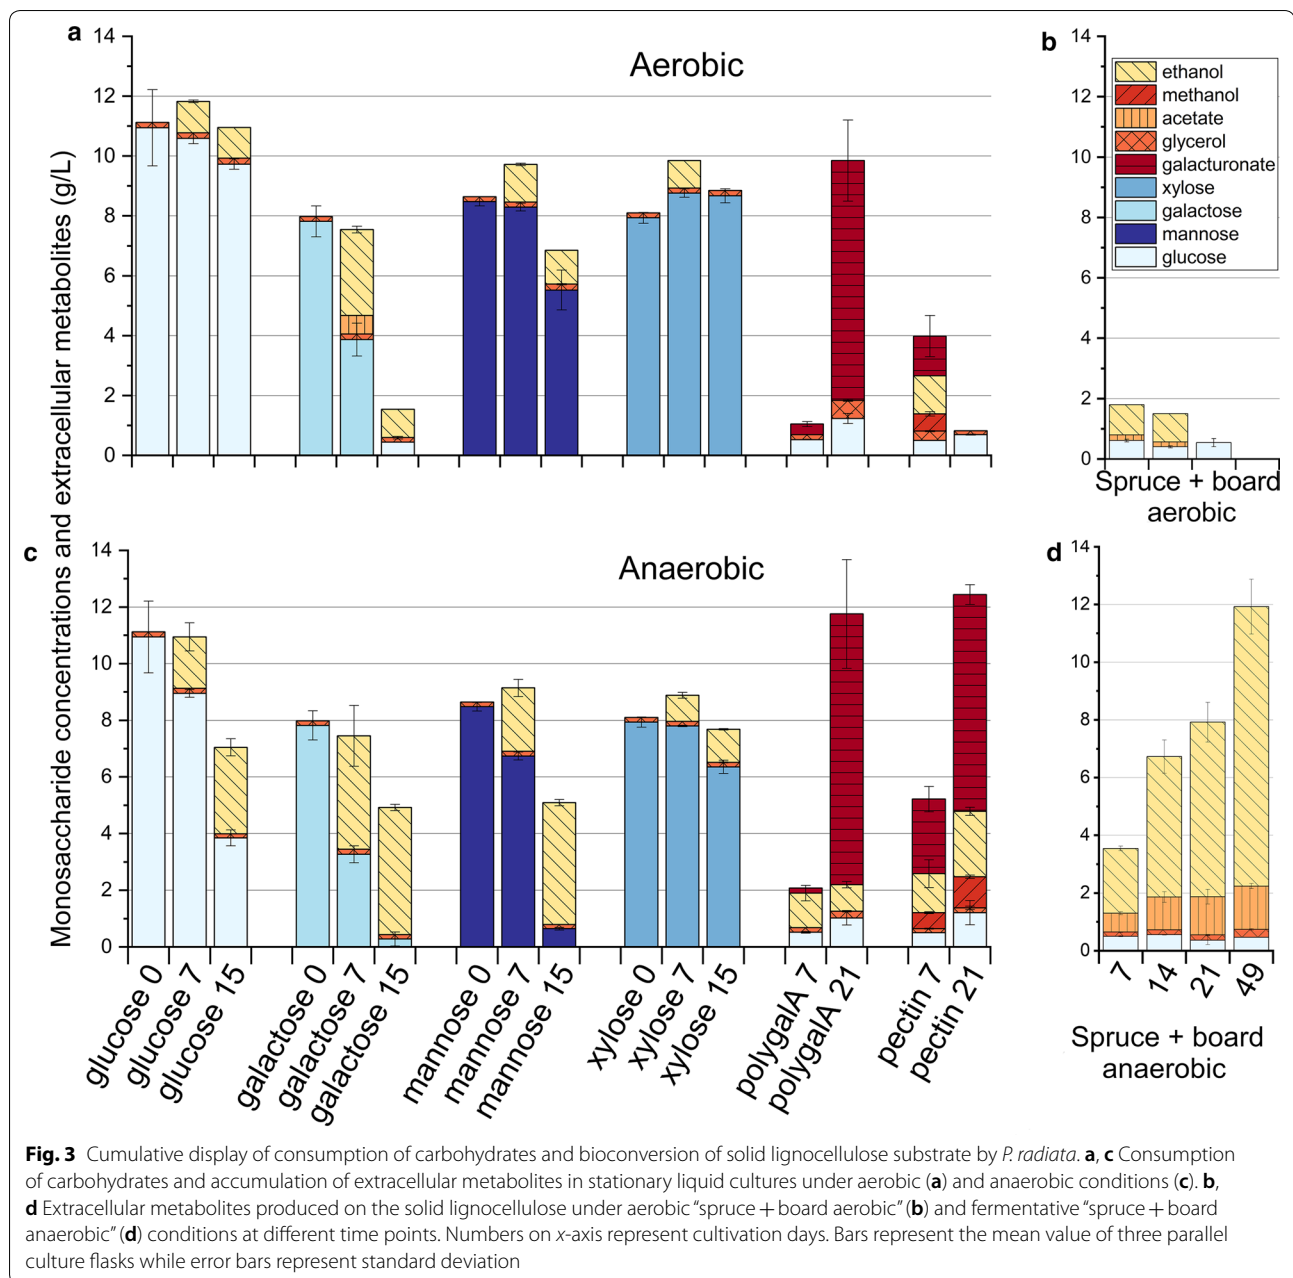 a
14
12
10
8
6
4
2
0
Aerobic
b
14
12
10
8
6
4
2
0
ethanol
methanol
acetate
glycerol
galacturonate
xylose
galactose
mannose
glucose
Spruce + board
aerobic
Monosaccharide concentrations and extracellular metabolites (g/L)
c
14
12
10
8
6
4
2
0
Anaerobic
glucose 0
glucose 7
glucose 15
galactose 0
galactose 7
galactose 15
mannose 0
mannose 7
mannose 15
xylose 0
xylose 7
xylose 15
polygalA 7
polygalA 21
pectin 7
pectin 21
d
14
12
10
8
6
4
2
0
7
14
21
49
Spruce + board
anaerobic
Fig. 3 Cumulative display of consumption of carbohydrates and bioconversion of solid lignocellulose substrate by P. radiata. a, c Consumption
of carbohydrates and accumulation of extracellular metabolites in stationary liquid cultures under aerobic (a) and anaerobic conditions (c). b,
d Extracellular metabolites produced on the solid lignocellulose under aerobic “spruce + board aerobic” (b) and fermentative “spruce + board
anaerobic” (d) conditions at different time points. Numbers on x-axis represent cultivation days. Bars represent the mean value of three parallel
culture flasks while error bars represent standard deviation